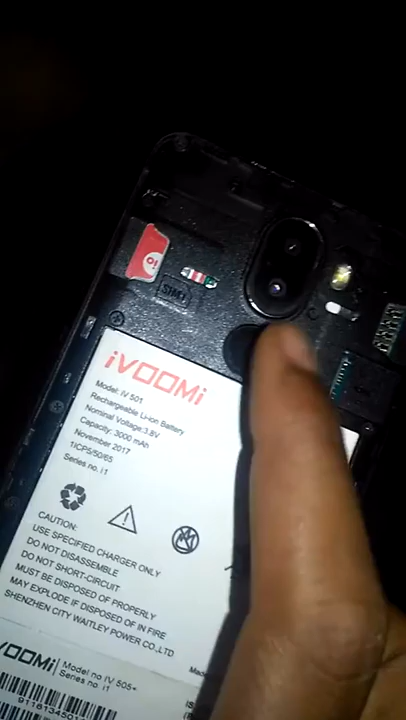 SIM1
iVOOMi
Model: IV 501
Rechargeable Li-ion Battery
Nominal Voltage:3.8V
Capacity: 3000 mAh
November 2017
1ICP5/50/65
Series no. i1
CAUTION:
USE SPECIFIED CHARGER ONLY
DO NOT DISASSEMBLE
DO NOT SHORT-CIRCUIT
MUST BE DISPOSED OF PROPERLY
MAY EXPLODE IF DISPOSED OF IN FIRE
SHENZHEN CITY WAITLEY POWER CO.,LTD
Made
VOOMi
Model no IV 505+
Series no. i1